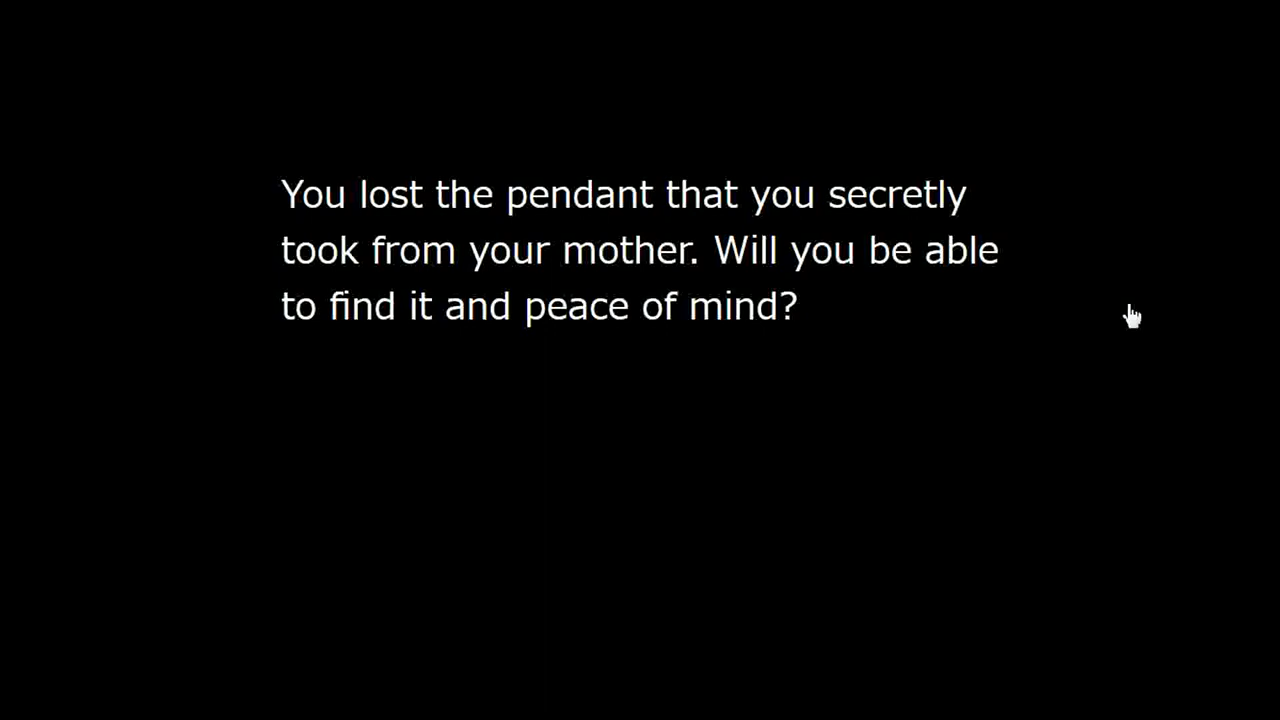 You lost the pendant that you secretly
took from your mother. Will you be able
to find it and peace of mind?